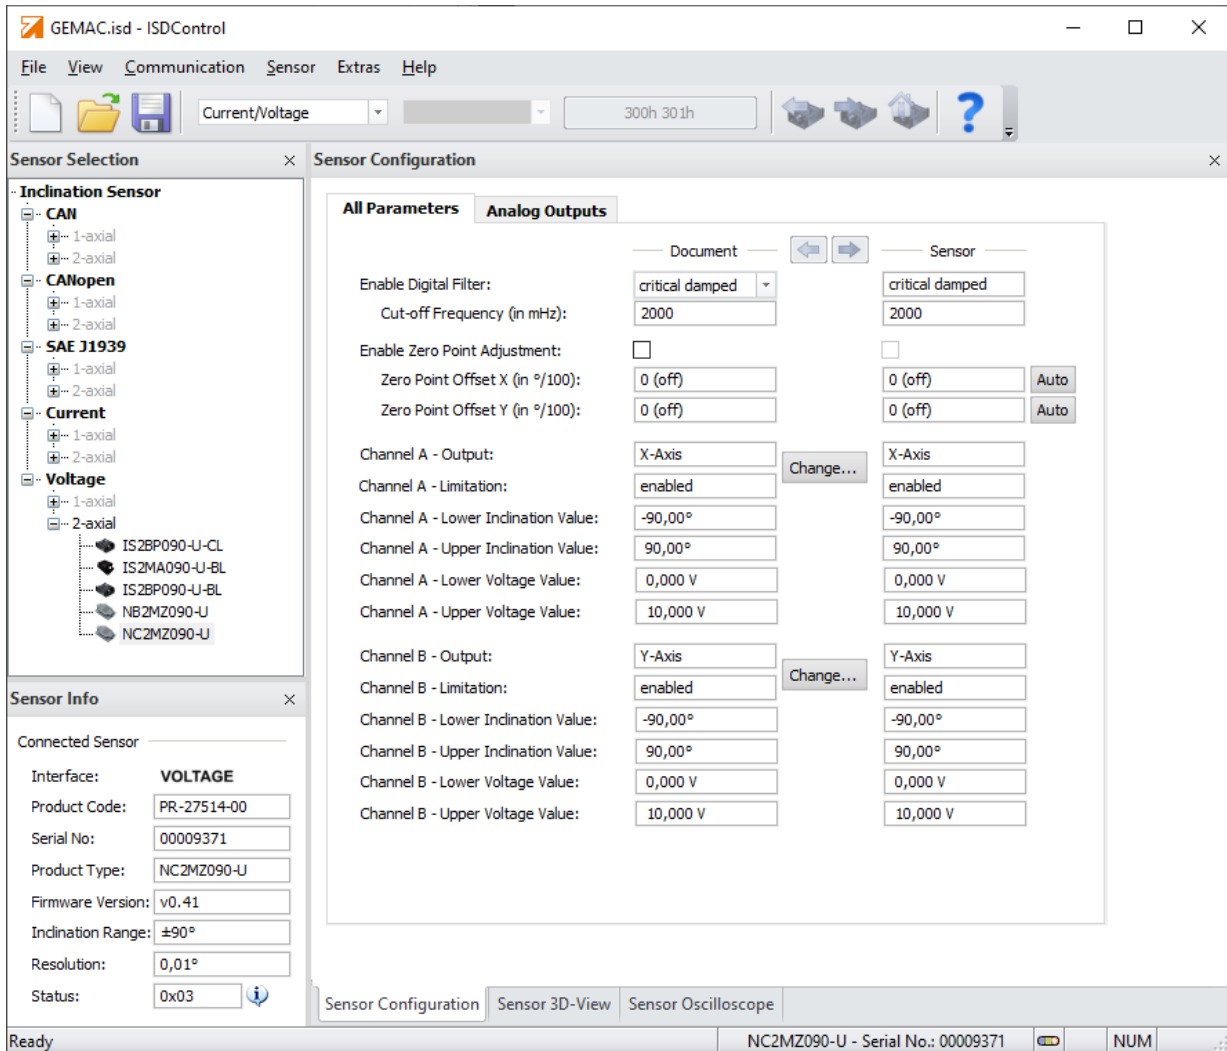 GEMAC.isd - ISDControl
File View Communication Sensor Extras Help
Current/Voltage 300h 301h
Sensor Selection
Inclination Sensor
CAN
1-axial
2-axial
CANopen
1-axial
2-axial
SAE J1939
1-axial
2-axial
Current
1-axial
2-axial
Voltage
1-axial
2-axial
IS2BP090-U-CL
IS2MA090-U-BL
IS2BP090-U-BL
NB2MZ090-U
NC2MZ090-U
Sensor Info
Connected Sensor
Interface: VOLTAGE
Product Code: PR-27514-00
Serial No: 00009371
Product Type: NC2MZ090-U
Firmware Version: v0.41
Inclination Range: ±90°
Resolution: 0,01°
Status: 0x03
Sensor Configuration
All Parameters Analog Outputs
Document Sensor
Enable Digital Filter: critical damped critical damped
Cut-off Frequency (in mHz): 2000 2000
Enable Zero Point Adjustment:
Zero Point Offset X (in °/100): 0 (off) 0 (off) Auto
Zero Point Offset Y (in °/100): 0 (off) 0 (off) Auto
Channel A - Output: X-Axis Change... X-Axis
Channel A - Limitation: enabled enabled
Channel A - Lower Inclination Value: -90,00° -90,00°
Channel A - Upper Inclination Value: 90,00° 90,00°
Channel A - Lower Voltage Value: 0,000 V 0,000 V
Channel A - Upper Voltage Value: 10,000 V 10,000 V
Channel B - Output: Y-Axis Change... Y-Axis
Channel B - Limitation: enabled enabled
Channel B - Lower Inclination Value: -90,00° -90,00°
Channel B - Upper Inclination Value: 90,00° 90,00°
Channel B - Lower Voltage Value: 0,000 V 0,000 V
Channel B - Upper Voltage Value: 10,000 V 10,000 V
Sensor Configuration Sensor 3D-View Sensor Oscilloscope
Ready NC2MZ090-U - Serial No.: 00009371 NUM